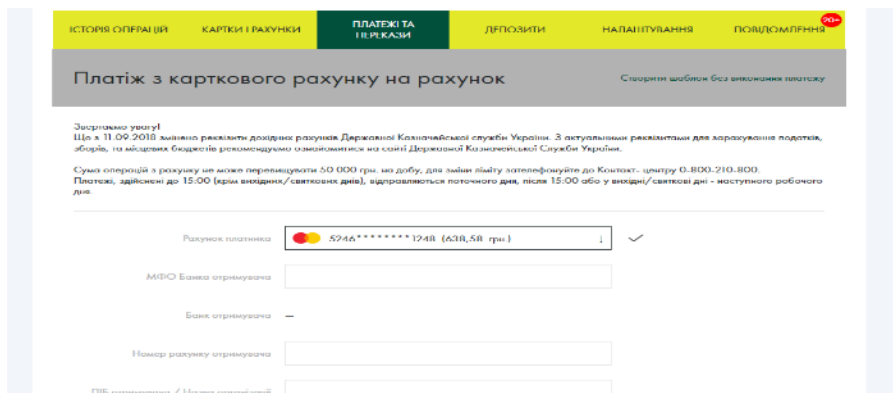 ІСТОРІЯ ОПЕРАЦІЙ
КАРТКИ І РАХУНКИ
ПЛАТЕЖІ ТА
ПЕРЕКАЗИ
ДЕПОЗИТИ
НАЛАШТУВАННЯ
ПОВІДОМЛЕННЯ
20+
Платіж з карткового рахунку на рахунок
Створити шаблон без виконання платежу
Звертаємо увагу!
Що з 11.09.2018 змінено реквізити дохідних рахунків Державної Казначейської служби України. З актуальними реквізитами для зарахування податків,
зборів, та місцевих бюджетів рекомендуємо ознайомитися на сайті Державної Казначейської Служби України.
Сума операцій з рахунку не може перевищувати 50 000 грн. на добу, для зміни ліміту зателефонуйте до Контакт- центру 0-800-210-800.
Платежі, здійснені до 15:00 (крім вихідних/святкових днів), відправляються поточного дня, після 15:00 або у вихідні/святкові дні - наступного робочого
дня.
Рахунок платника
5246********1248 (638,58 грн.)
МФО Банка отримувача
Банк отримувача —
Номер рахунку отримувача
ПІБ отримувача / Назва організації